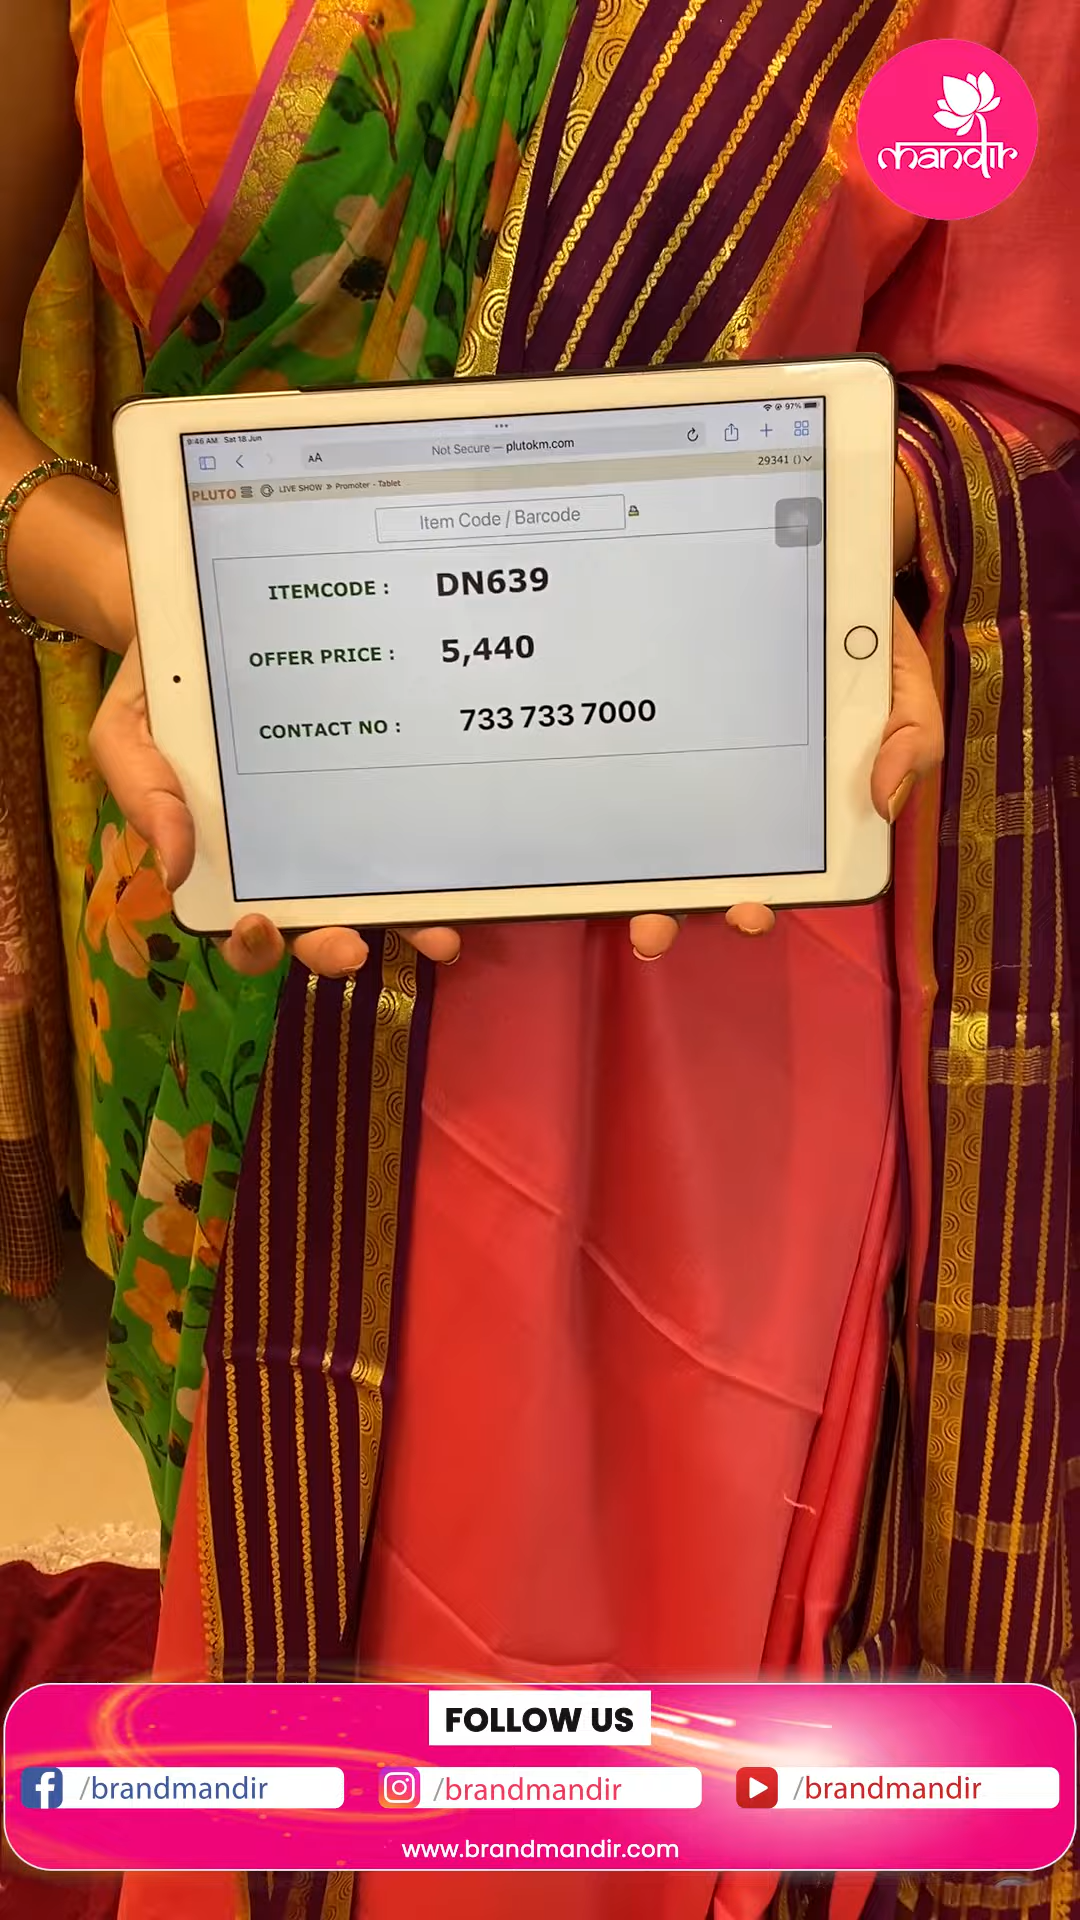 mandir
9:46 AM Sat 18 Jun
97%
AA
Not Secure — plutokm.com
PLUTO
LIVE SHOW » Promoter - Tablet
29341 ()
Item Code / Barcode
ITEMCODE : DN639
OFFER PRICE : 5,440
CONTACT NO : 733 733 7000
FOLLOW US
/brandmandir
/brandmandir
/brandmandir
www.brandmandir.com